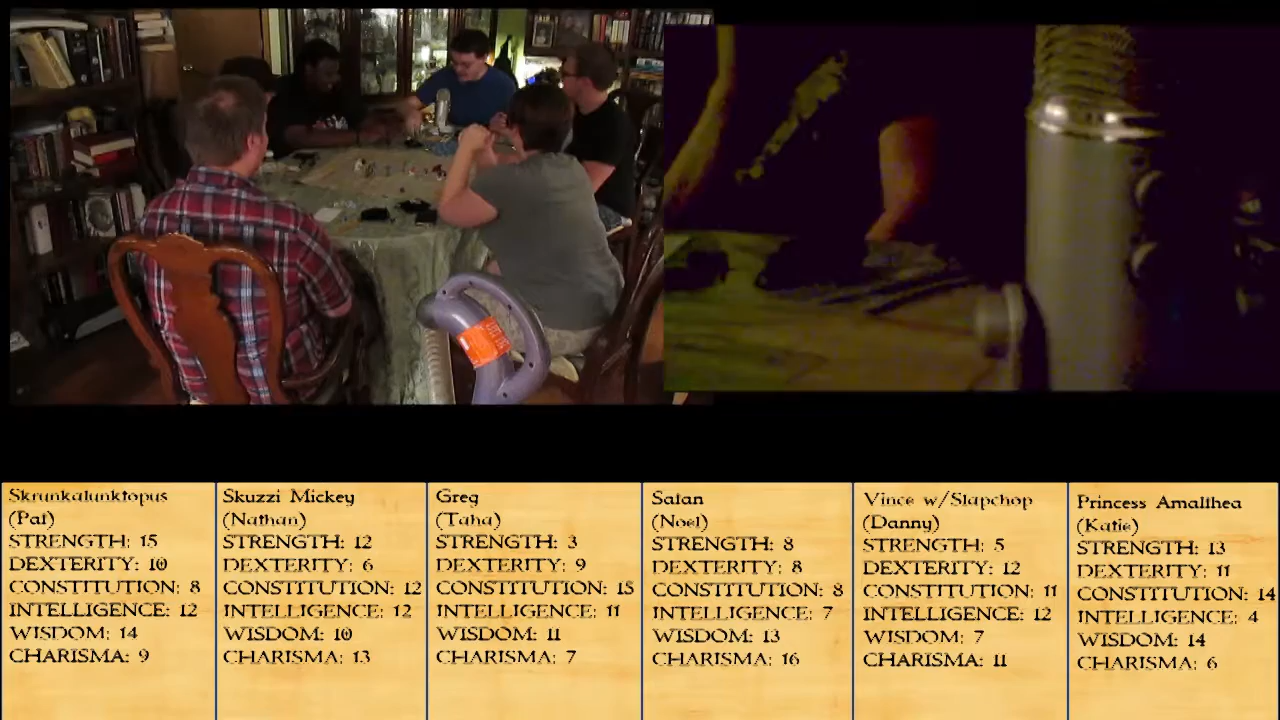 Skrunkalunktopus
(Pat)
STRENGTH: 15
DEXTERITY: 10
CONSTITUTION: 8
INTELLIGENCE: 12
WISDOM: 14
CHARISMA: 9
Skuzzi Mickey
(Nathan)
STRENGTH: 12
DEXTERITY: 6
CONSTITUTION: 12
INTELLIGENCE: 12
WISDOM: 10
CHARISMA: 13
Greg
(Taha)
STRENGTH: 3
DEXTERITY: 9
CONSTITUTION: 15
INTELLIGENCE: 11
WISDOM: 11
CHARISMA: 7
Satan
(Noel)
STRENGTH: 8
DEXTERITY: 8
CONSTITUTION: 8
INTELLIGENCE: 7
WISDOM: 13
CHARISMA: 16
Vince w/Slapchop
(Danny)
STRENGTH: 5
DEXTERITY: 12
CONSTITUTION: 11
INTELLIGENCE: 12
WISDOM: 7
CHARISMA: 11
Princess Amalthea
(Katie)
STRENGTH: 13
DEXTERITY: 11
CONSTITUTION: 14
INTELLIGENCE: 4
WISDOM: 14
CHARISMA: 6